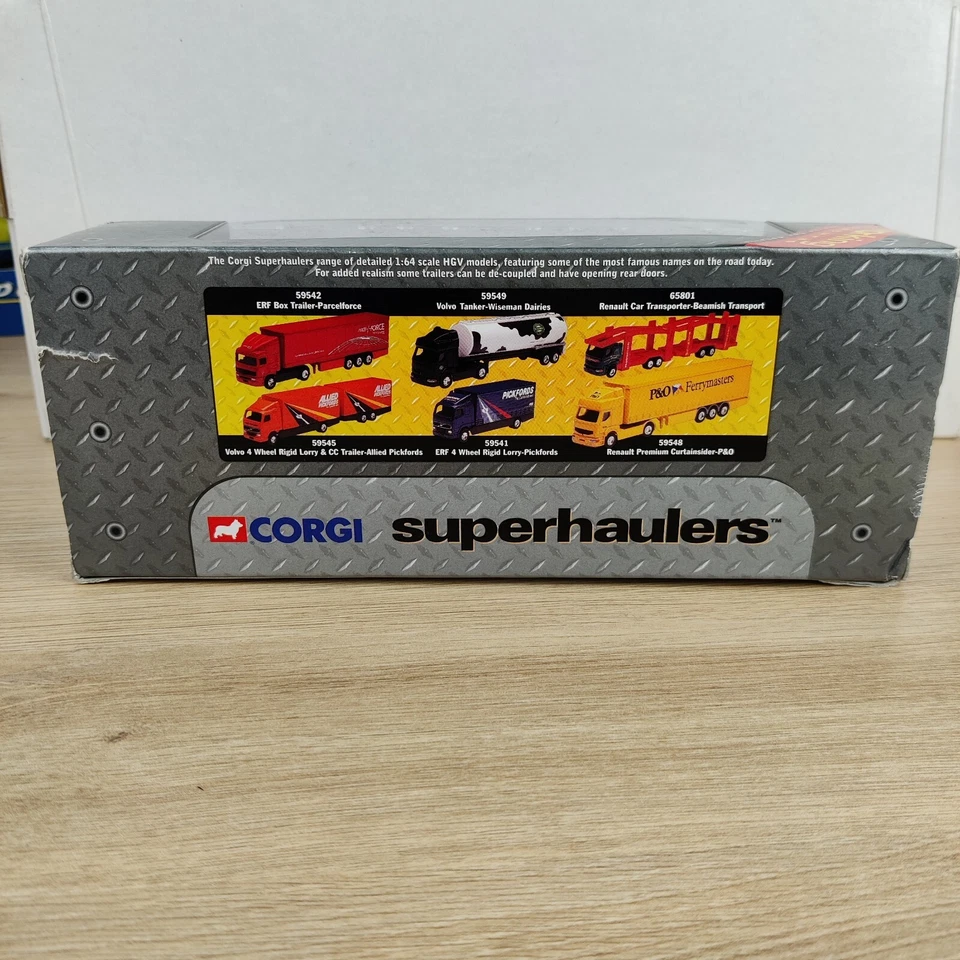 The Corgi Superhaulers range of detailed 1:64 scale HGV models, featuring some of the most famous names on the road today.
For added realism some trailers can be de-coupled and have opening rear doors.
59542
ERF Box Trailer-Parcelforce
59549
Volvo Tanker-Wiseman Dairies
65801
Renault Car Transporter-Beamish Transport
ALLIED
ALLIED
PICKFORDS
P&O Ferrymasters
59545
Volvo 4 Wheel Rigid Lorry & CC Trailer-Allied Pickfords
59541
ERF 4 Wheel Rigid Lorry-Pickfords
59548
Renault Premium Curtainsider-P&O
CORGI superhaulers™